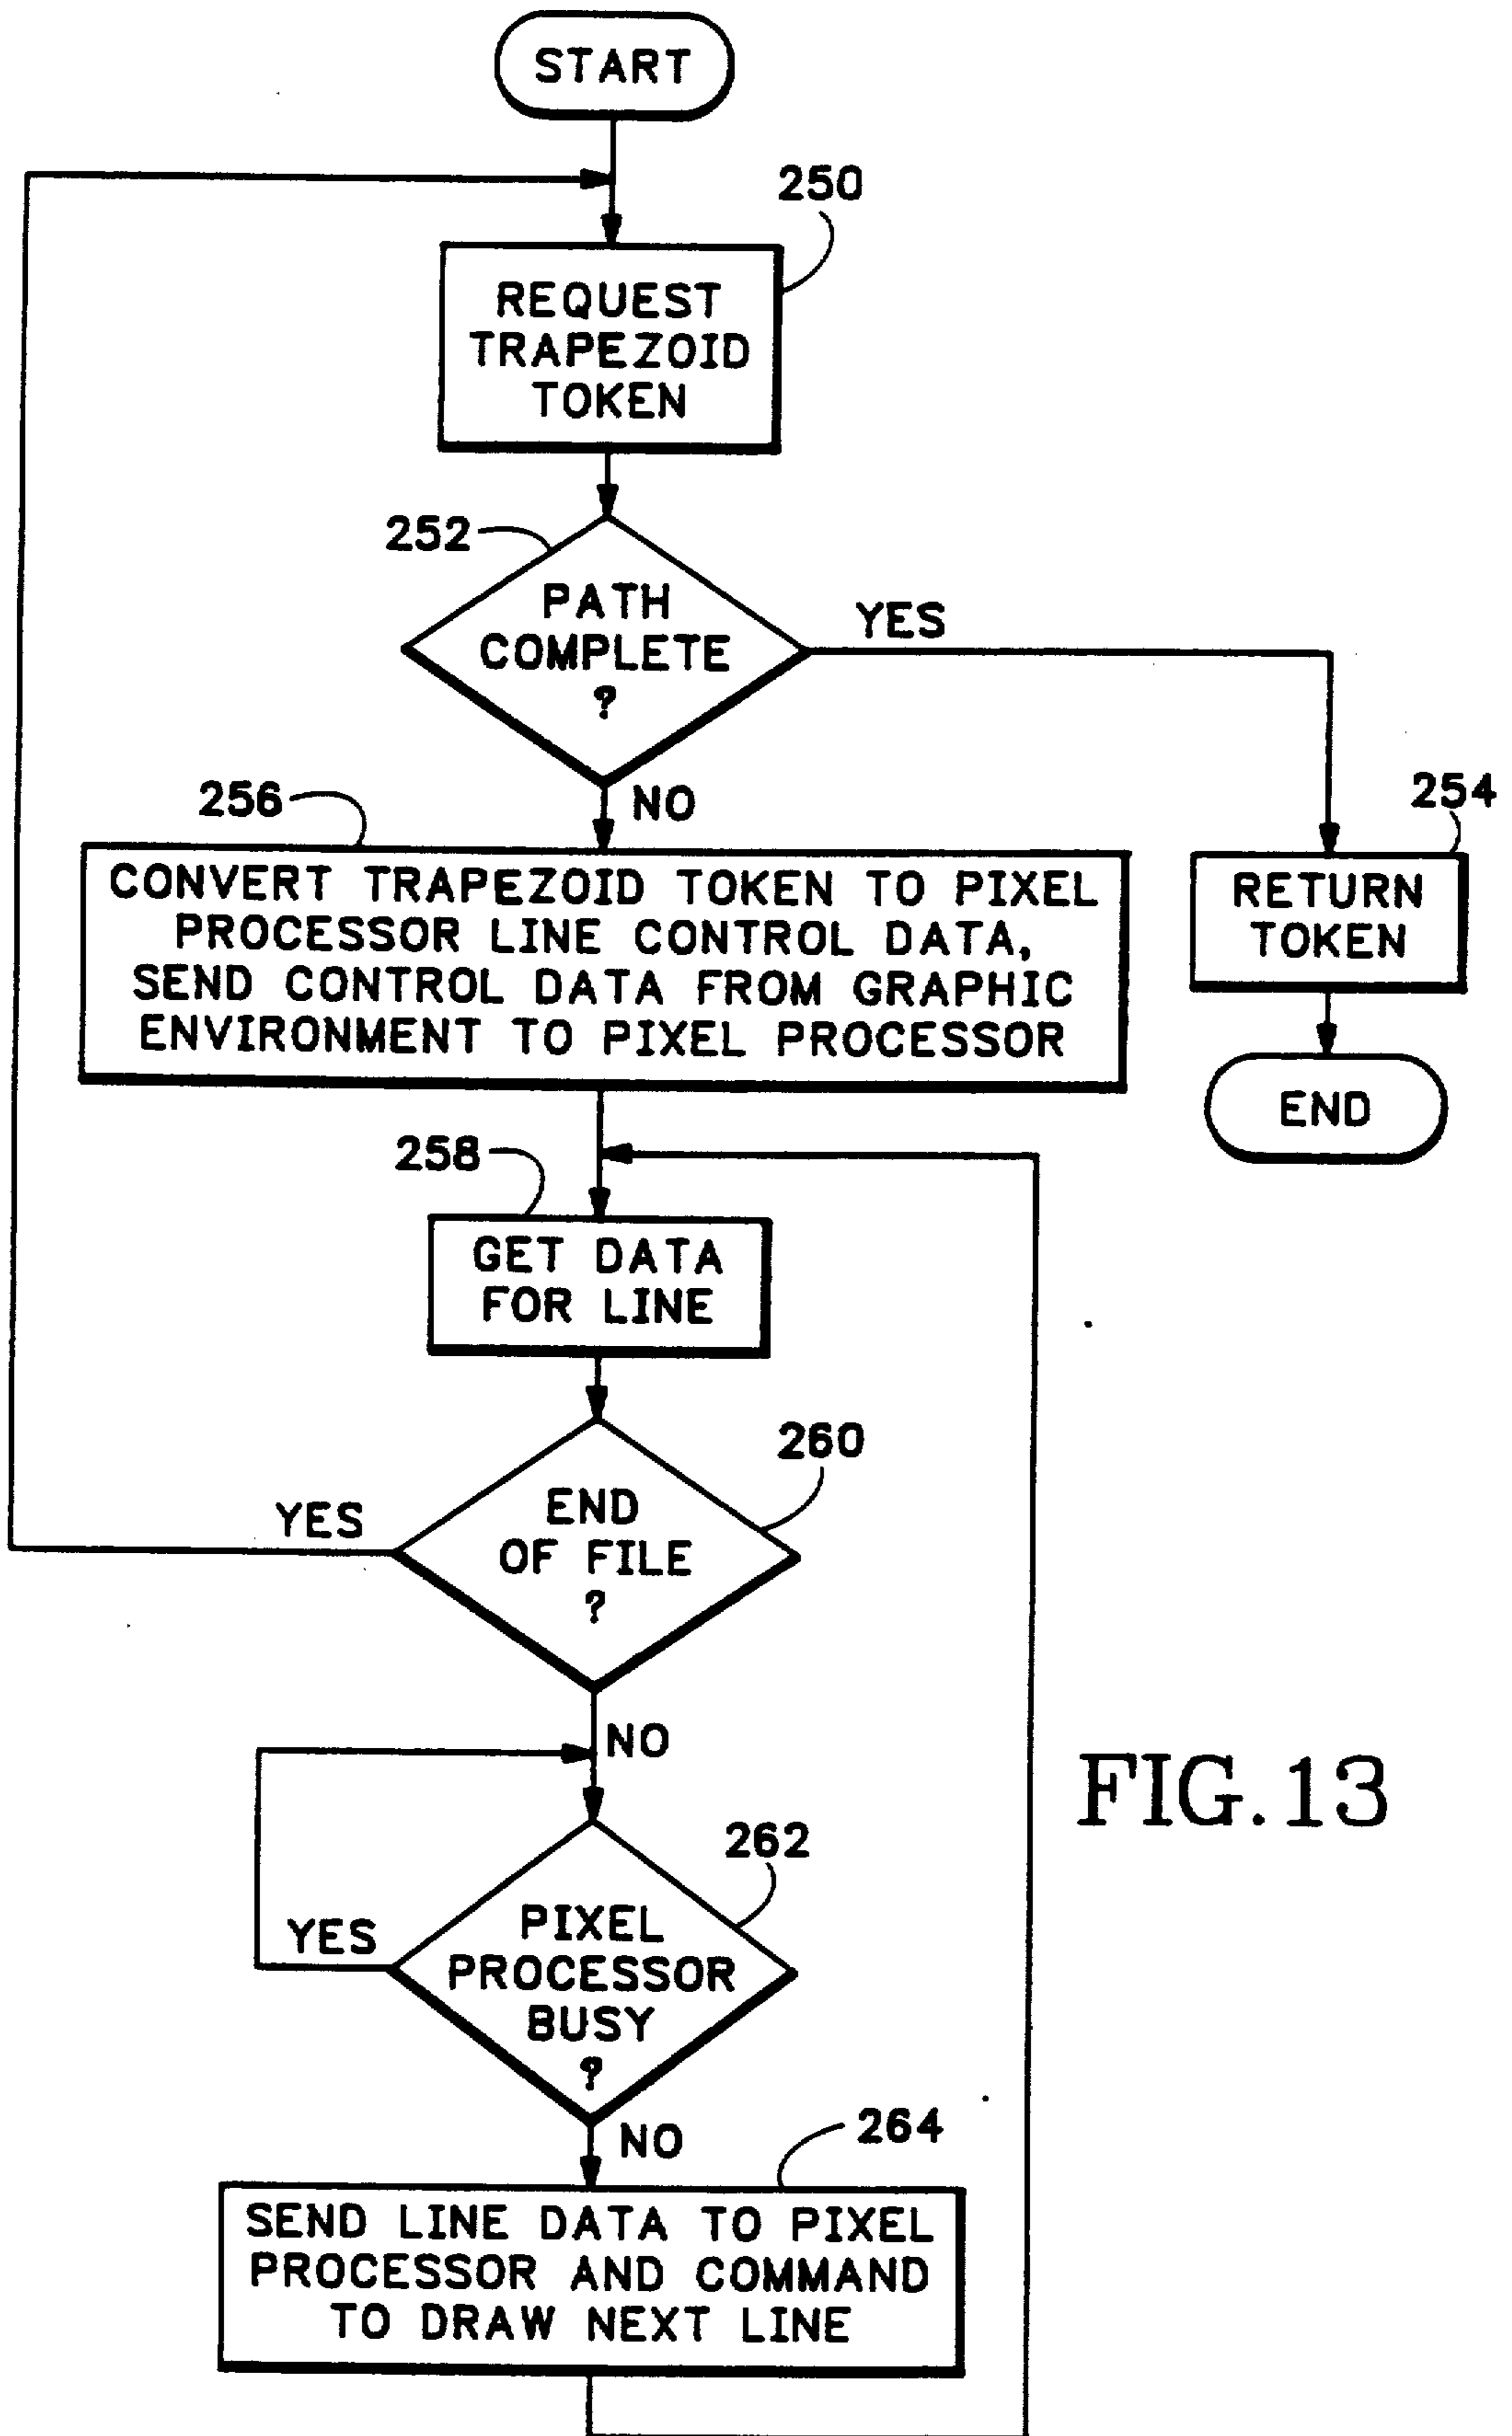 START
250
REQUEST
TRAPEZOID
TOKEN
252
PATH
COMPLETE
?
YES
NO
256
254
CONVERT TRAPEZOID TOKEN TO PIXEL
PROCESSOR LINE CONTROL DATA,
SEND CONTROL DATA FROM GRAPHIC
ENVIRONMENT TO PIXEL PROCESSOR
RETURN
TOKEN
END
258
GET DATA
FOR LINE
260
END
OF FILE
?
YES
NO
262
PIXEL
PROCESSOR
BUSY
?
YES
NO
264
SEND LINE DATA TO PIXEL
PROCESSOR AND COMMAND
TO DRAW NEXT LINE
FIG.13